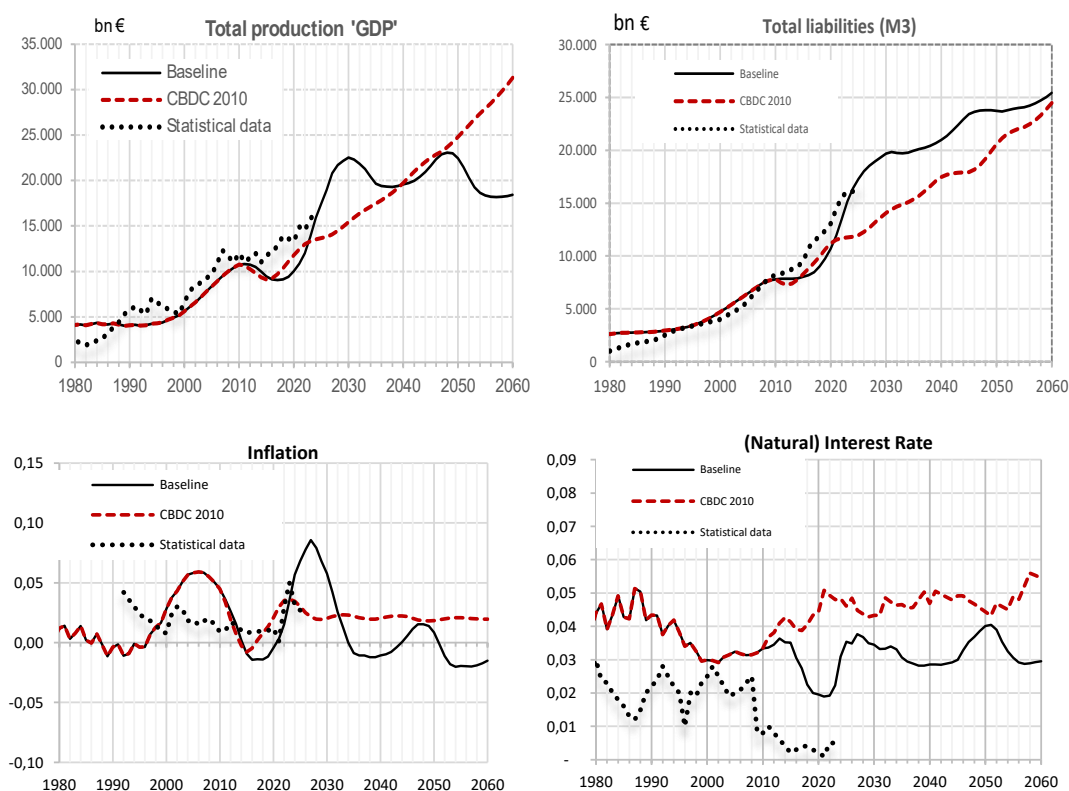 bn €
Total production 'GDP'
35.000
30.000
25.000
20.000
15.000
10.000
5.000
0
Baseline
CBDC 2010
Statistical data
1980 1990 2000 2010 2020 2030 2040 2050 2060
bn €
Total liabilities (M3)
30.000
25.000
20.000
15.000
10.000
5.000
0
Baseline
CBDC 2010
Statistical data
1980 1990 2000 2010 2020 2030 2040 2050 2060
Inflation
0,15
0,10
0,05
0,00
-0,05
-0,10
Baseline
CBDC 2010
Statistical data
1980 1990 2000 2010 2020 2030 2040 2050 2060
(Natural) Interest Rate
0,09
0,08
0,07
0,06
0,05
0,04
0,03
0,02
0,01
-
Baseline
CBDC 2010
Statistical data
1980 1990 2000 2010 2020 2030 2040 2050 2060